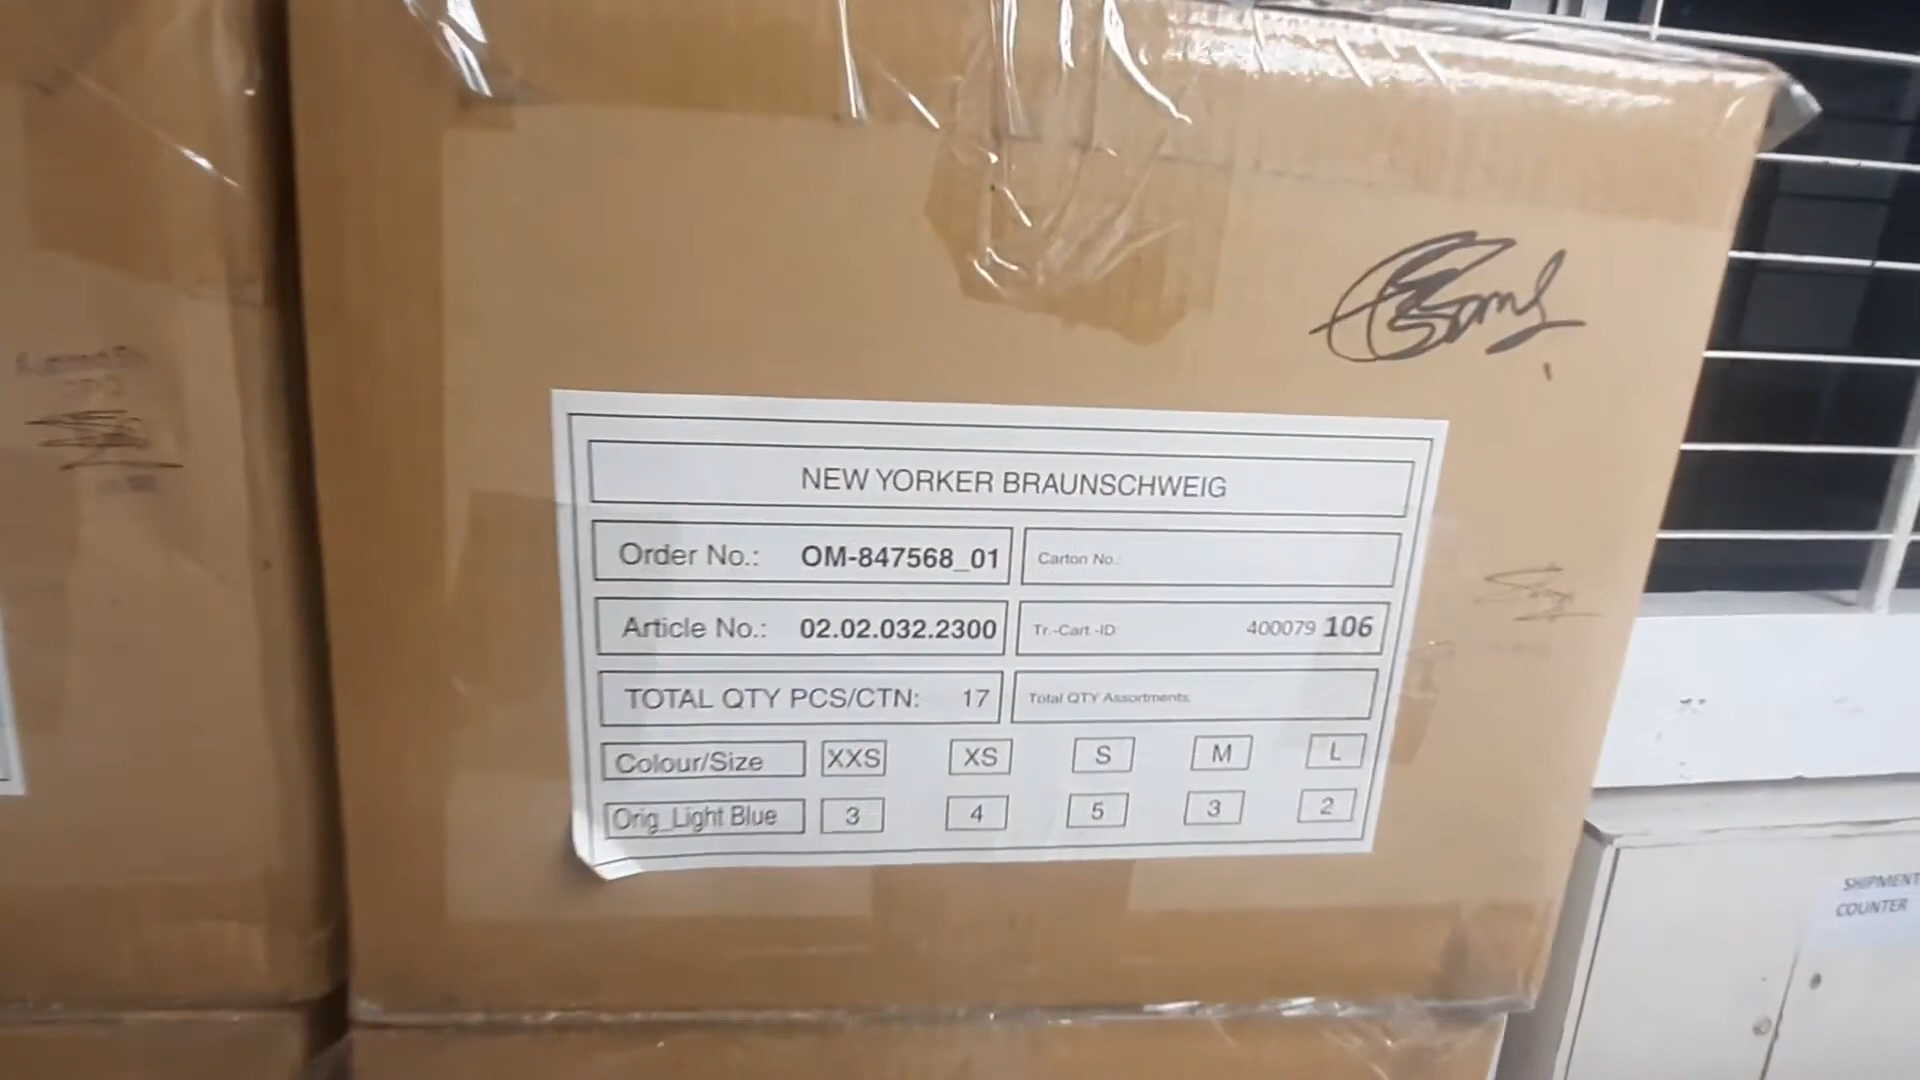 NEW YORKER BRAUNSCHWEIG
Order No.: OM-847568_01
Carton No.:
Article No.: 02.02.032.2300
Tr.-Cart.-ID: 400079 106
TOTAL QTY PCS/CTN: 17
Total QTY Assortments:
Colour/Size XXS XS S M L
Orig_Light Blue 3 4 5 3 2
SHIPMENT
COUNTER